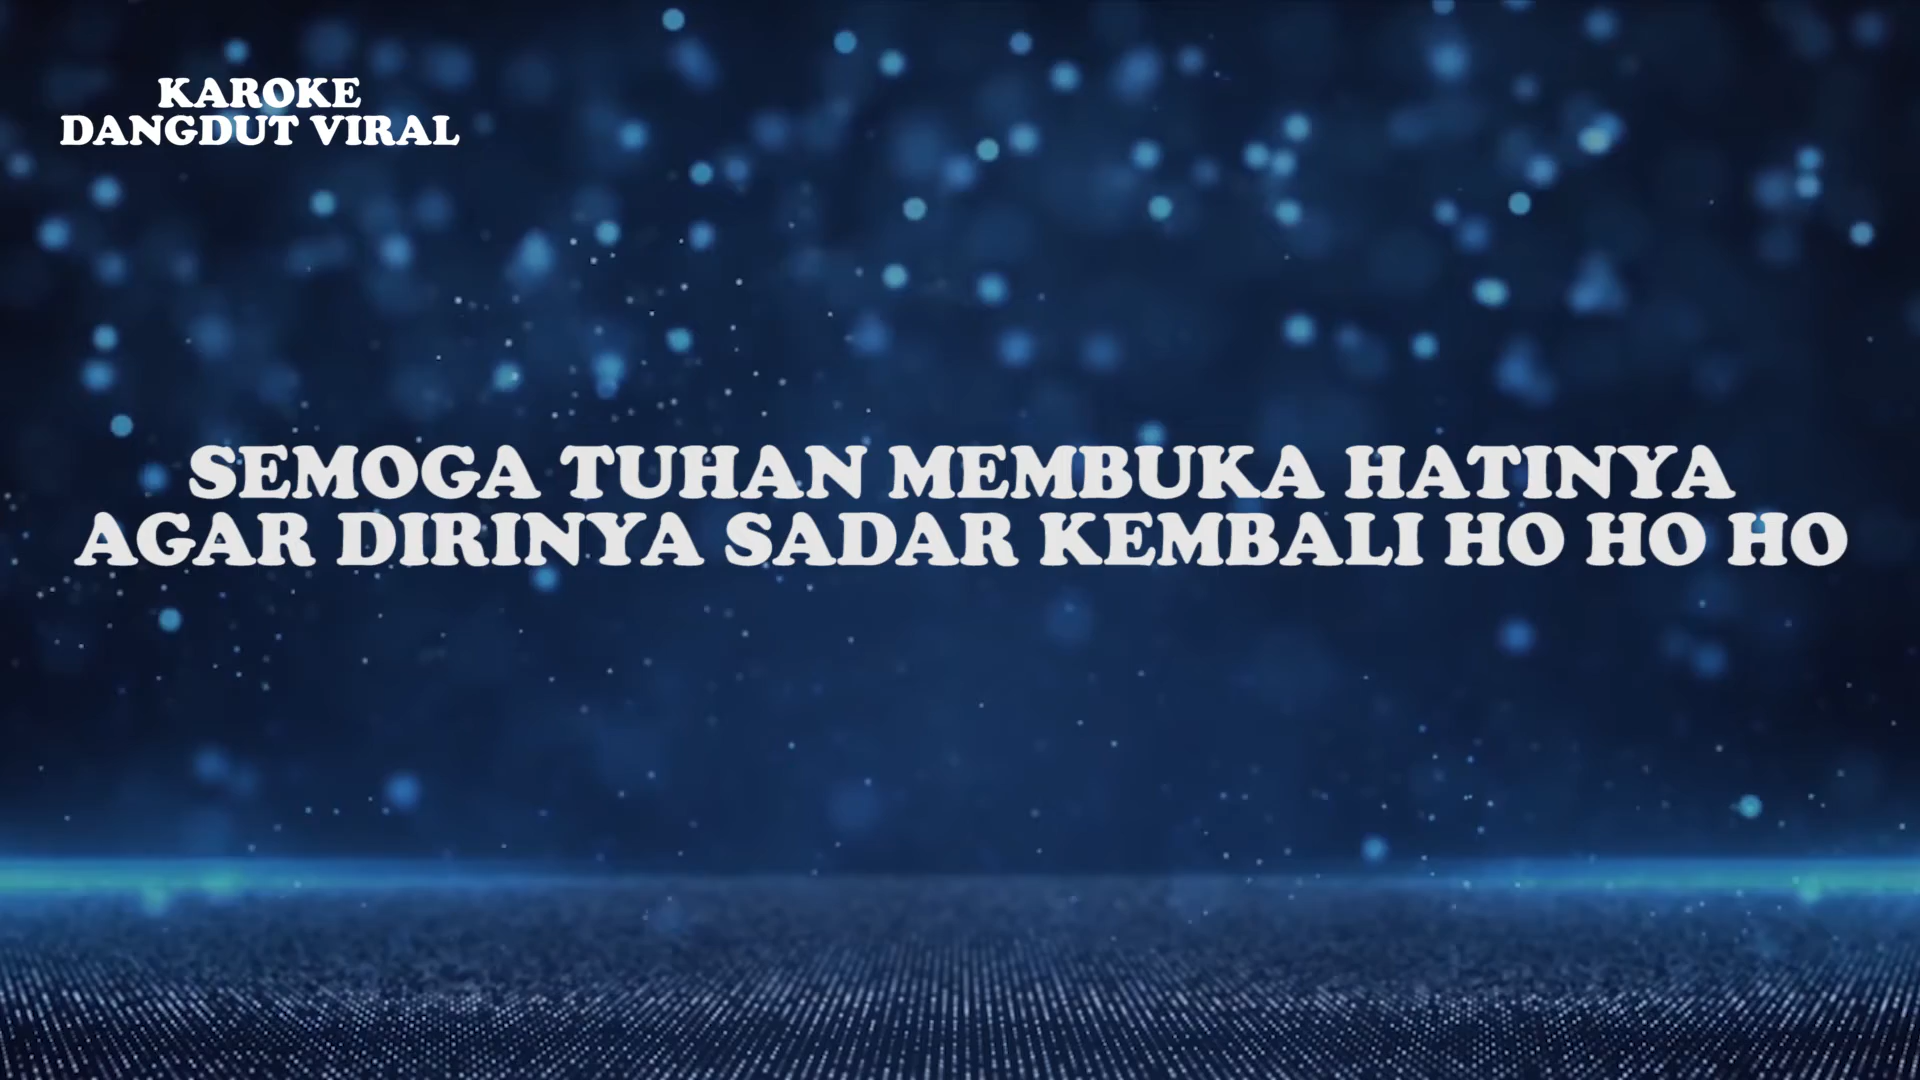 KAROKE
DANGDUT VIRAL
SEMOGA TUHAN MEMBUKA HATINYA
AGAR DIRINYA SADAR KEMBALI HO HO HO